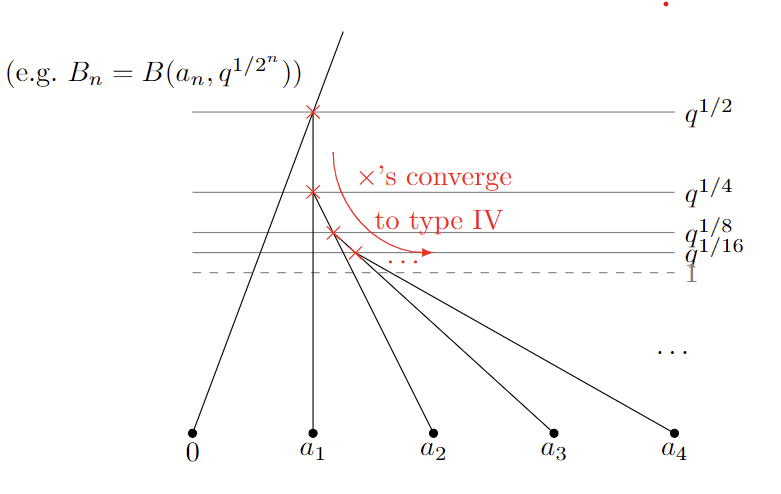 (e.g. $B_n = B(a_n, q^{1/2^n})$)
$q^{1/2}$
×'s converge
$q^{1/4}$
to type IV
$q^{1/8}$
$q^{1/16}$
...
1
...
0 $a_1$ $a_2$ $a_3$ $a_4$